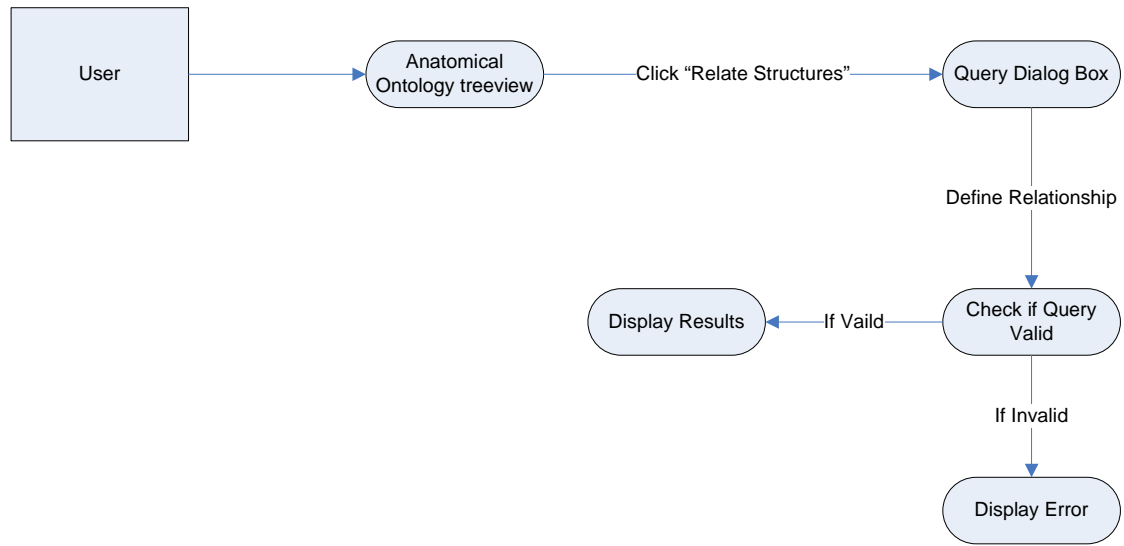 User
Anatomical
Ontology treeview
Click “Relate Structures”
Query Dialog Box
Define Relationship
Check if Query
Valid
If Vaild
Display Results
If Invalid
Display Error